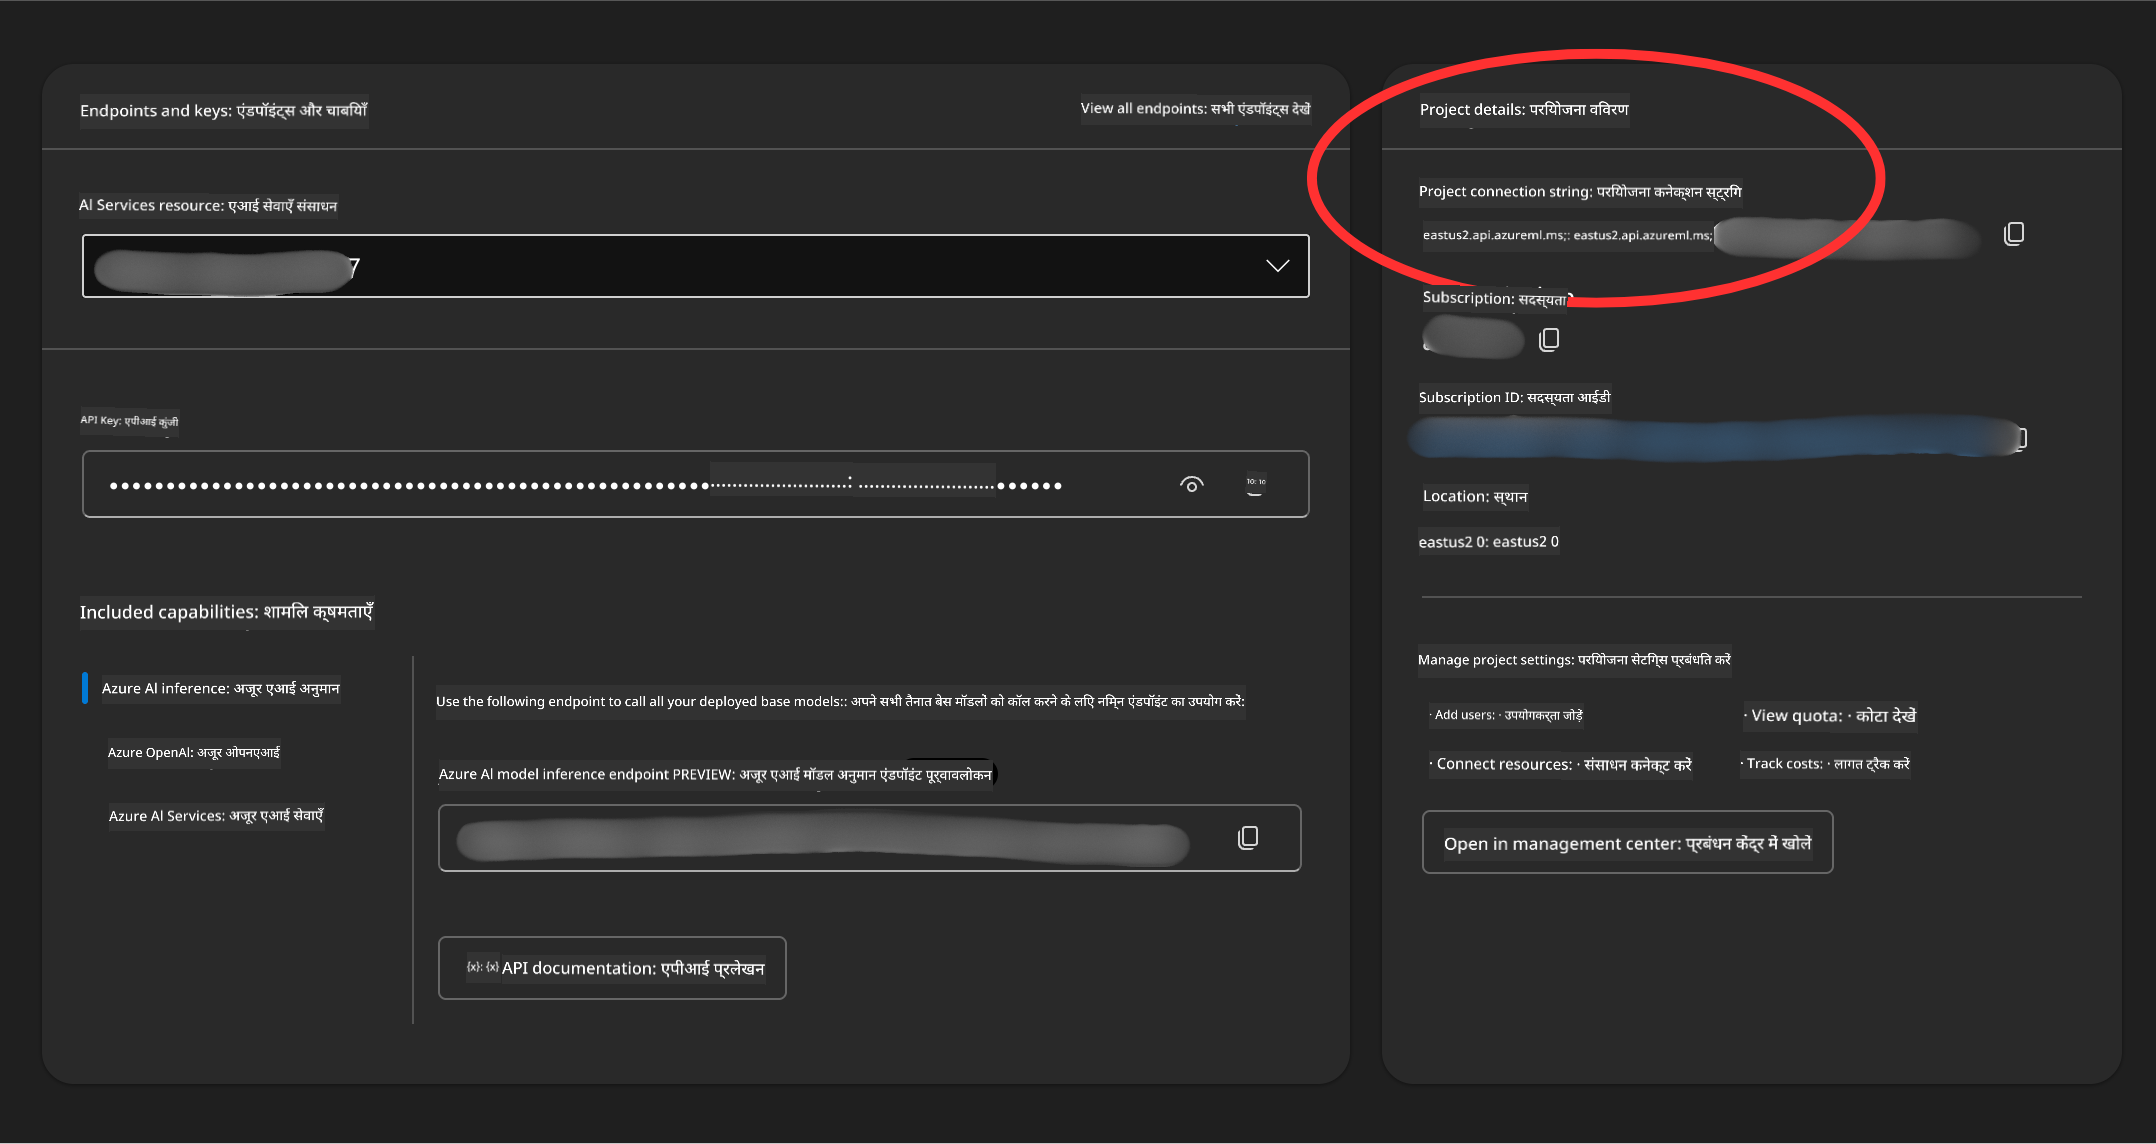 Endpoints and keys: एंडपॉइंट्स और चाबियाँ
View all endpoints: सभी एंडपॉइंट्स देखें
AI Services resource: एआई सेवाएँ संसाधन
7
API Key: एपीआई कुंजी
10: 10
Included capabilities: शामिल क्षमताएँ
Azure AI inference: अजूर एआई अनुमान
Azure OpenAI: अजूर ओपनएआई
Azure AI Services: अजूर एआई सेवाएँ
Use the following endpoint to call all your deployed base models:: अपने सभी तैनात बेस मॉडलों को कॉल करने के लिए निम्न एंडपॉइंट का उपयोग करें:
Azure AI model inference endpoint PREVIEW: अजूर एआई मॉडल अनुमान एंडपॉइंट पूर्वावलोकन
{x}: {x} API documentation: एपीआई प्रलेखन
Project details: परियोजना विवरण
Project connection string: परियोजना कनेक्शन स्ट्रिंग
eastus2.api.azureml.ms;: eastus2.api.azureml.ms;
Subscription: सदस्यता
Subscription ID: सदस्यता आईडी
Location: स्थान
eastus2 0: eastus2 0
Manage project settings: परियोजना सेटिंग्स प्रबंधित करें
· Add users: · उपयोगकर्ता जोड़ें
· View quota: · कोटा देखें
· Connect resources: · संसाधन कनेक्ट करें
· Track costs: · लागत ट्रैक करें
Open in management center: प्रबंधन केंद्र में खोलें